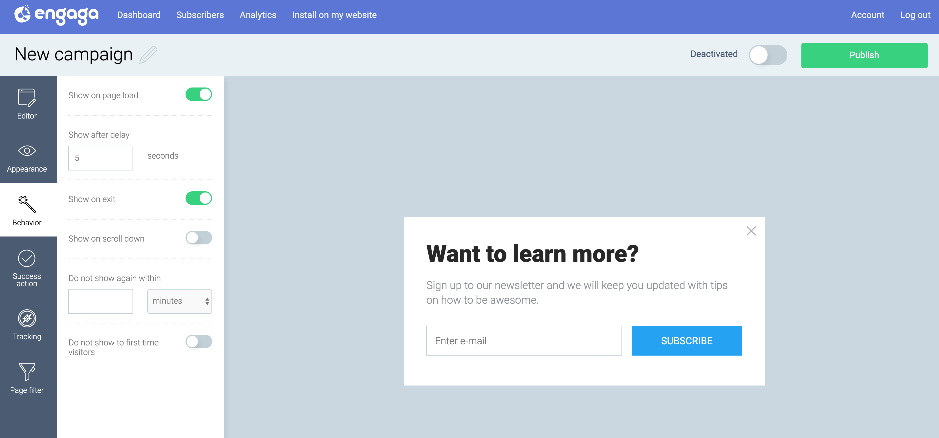 engaga Dashboard Subscribers Analytics Install on my website Account Log out
New campaign Deactivated Publish
Editor
Appearance
Behavior
Success
action
Tracking
Page filter
Show on page load
Show after delay
5 seconds
Show on exit
Show on scroll down
Do not show again within
minutes
Do not show to first time
visitors
Want to learn more?
Sign up to our newsletter and we will keep you updated with tips
on how to be awesome.
Enter e-mail SUBSCRIBE